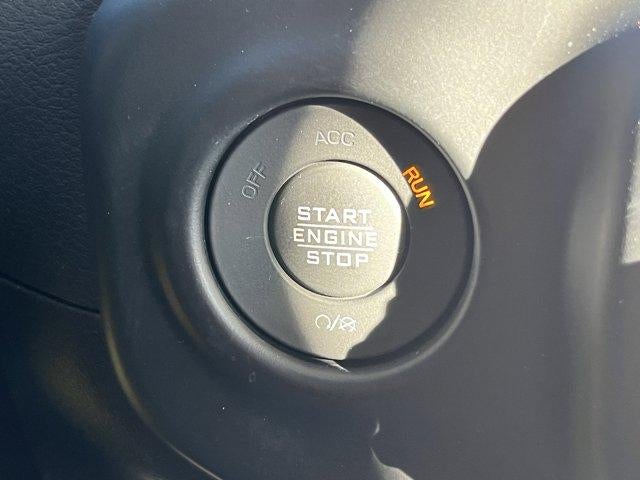 ACC
OFF
RUN
START
ENGINE
STOP